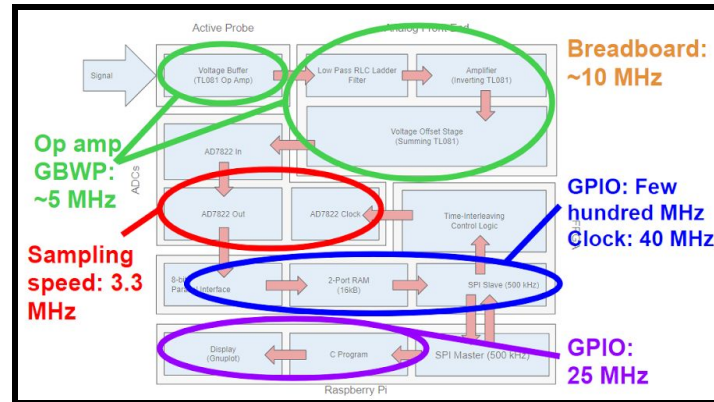 Active Probe
Analog Front End
Breadboard:
~10 MHz
Signal
Voltage Buffer
(TL081 Op Amp)
Low Pass RLC Ladder
Filter
Amplifier
(Inverting TL081)
Voltage Offset Stage
(Summing TL081)
Op amp
GBWP:
~5 MHz
ADCs
AD7822 In
AD7822 Out
AD7822 Clock
Time-Interleaving
Control Logic
GPIO: Few
hundred MHz
Clock: 40 MHz
Sampling
speed: 3.3
MHz
8-bit
Interface
2-Port RAM
(16kB)
SPI Slave (500 kHz)
Display
(Gnuplot)
C Program
SPI Master (500 kHz)
GPIO:
25 MHz
Raspberry Pi